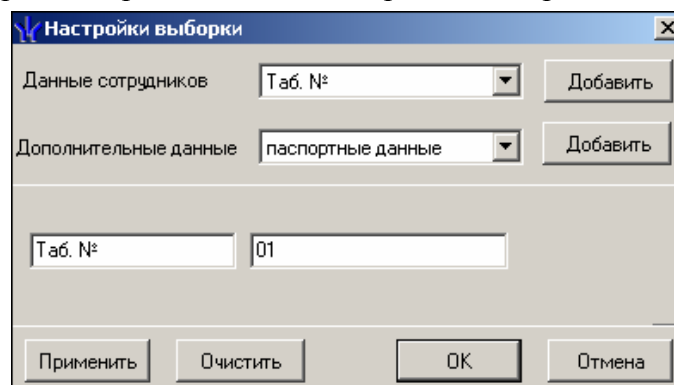 Настройки выборки
Данные сотрудников Таб. № Добавить
Дополнительные данные паспортные данные Добавить
Таб. № 01
Применить Очистить OK Отмена